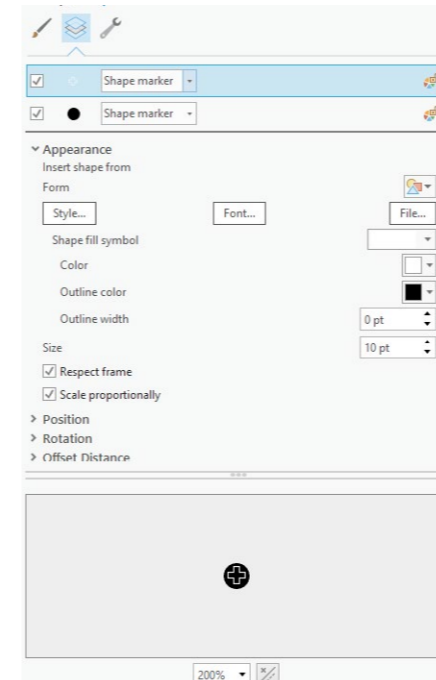 Shape marker
Shape marker
Appearance
Insert shape from
Form
Style... Font... File...
Shape fill symbol
Color
Outline color
Outline width 0 pt
Size 10 pt
Respect frame
Scale proportionally
Position
Rotation
Offset Distance
200%